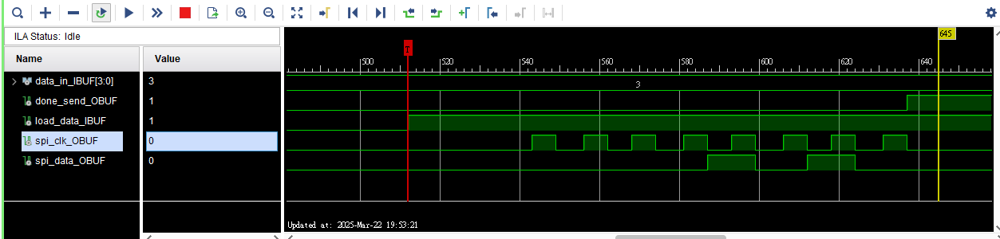 ILA Status: Idle
Name Value
500 520 540 560 580 600 620 640 645
T
data_in_IBUF[3:0] 3 3
done_send_OBUF 1
load_data_IBUF 1
spi_clk_OBUF 0
spi_data_OBUF 0
Updated at: 2025-Mar-22 19:53:21